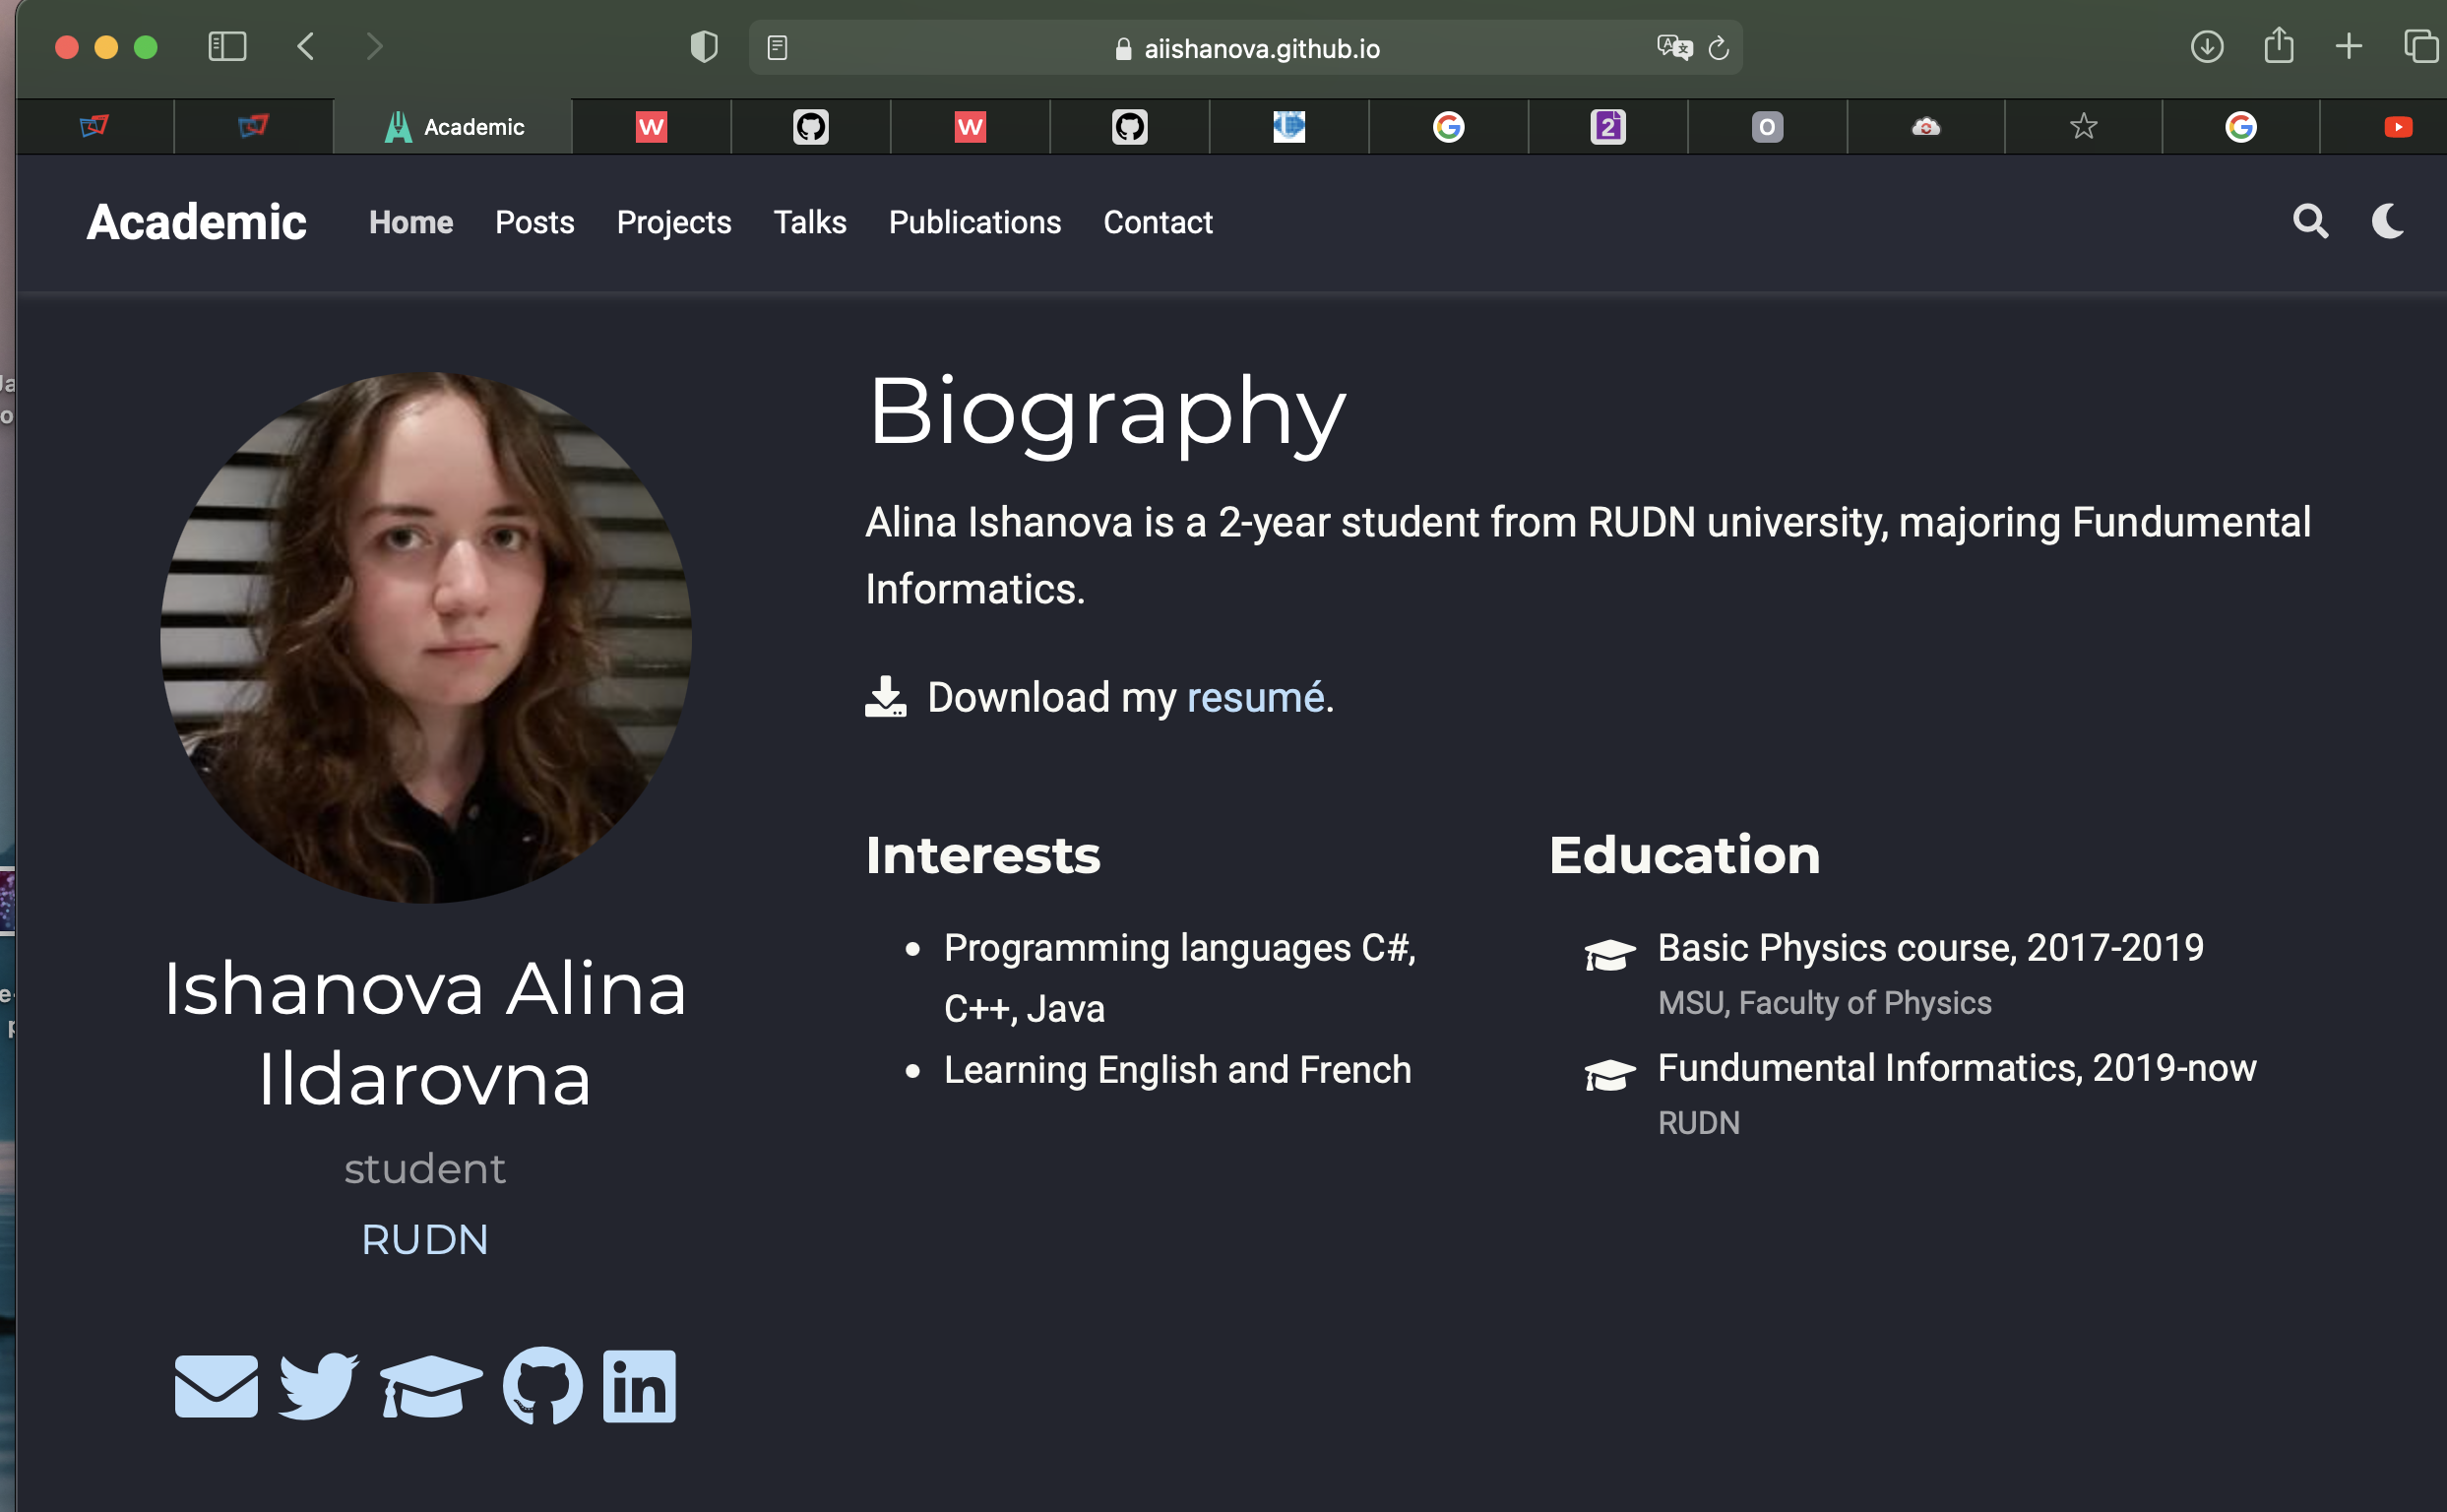 aiishanova.github.io
Academic
W
W
2
O
Academic Home Posts Projects Talks Publications Contact
Biography
Alina Ishanova is a 2-year student from RUDN university, majoring Fundumental
Informatics.
Download my resumé.
Interests
Programming languages C#,
C++, Java
Learning English and French
Education
Basic Physics course, 2017-2019
MSU, Faculty of Physics
Fundumental Informatics, 2019-now
RUDN
Ishanova Alina
Ildarovna
student
RUDN
in